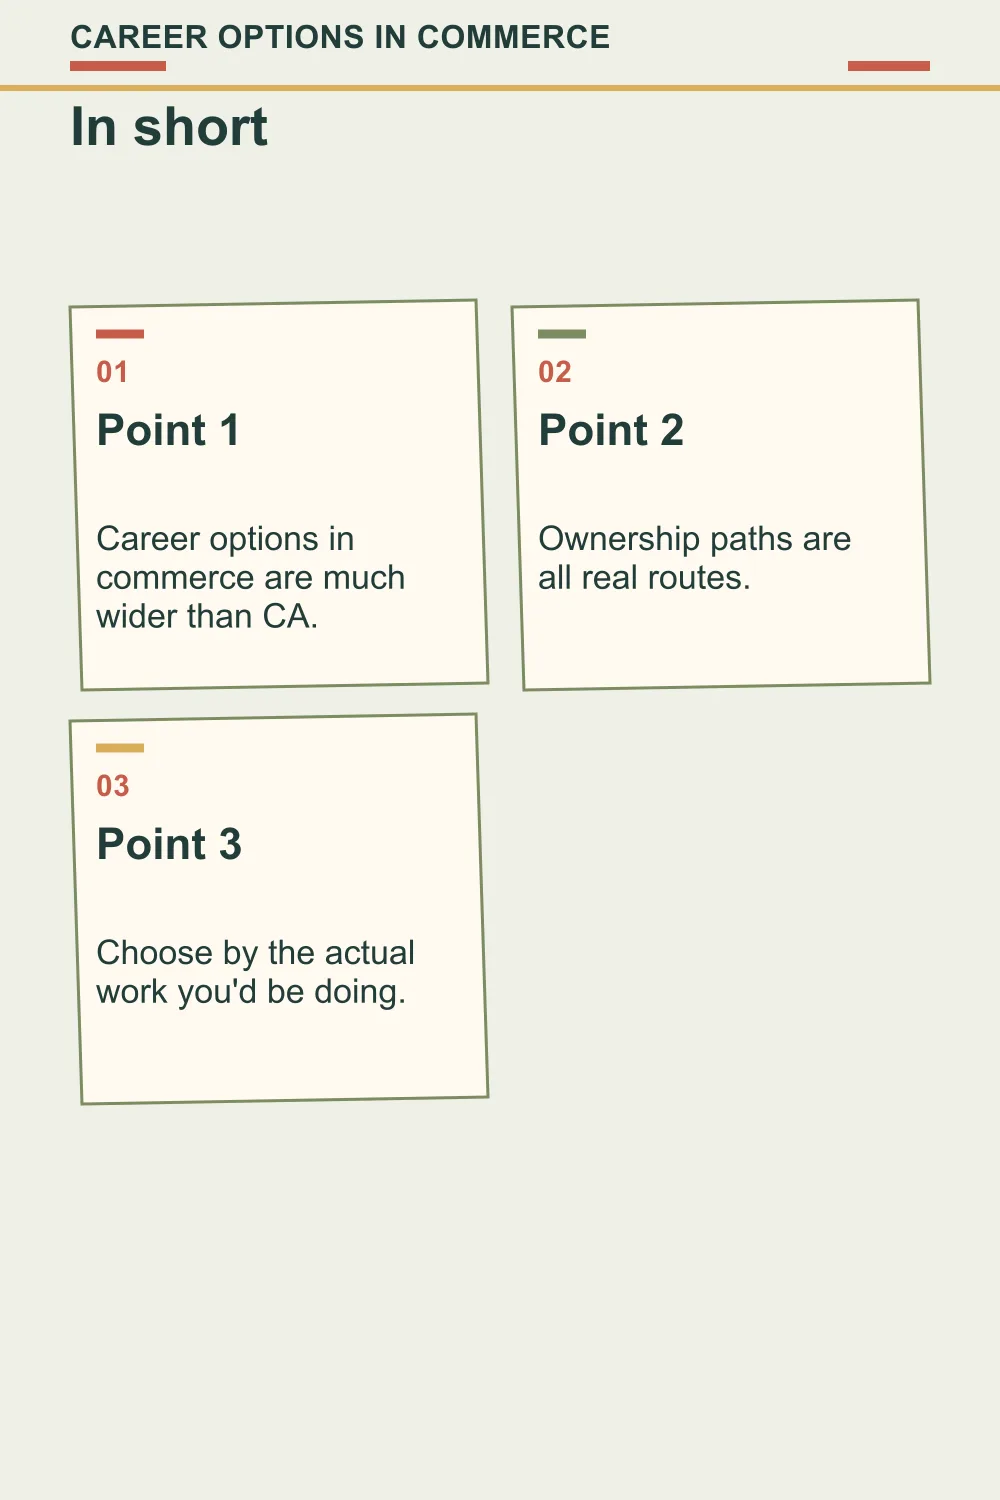 CAREER OPTIONS IN COMMERCE
In short
01
Point 1
Career options in
commerce are much
wider than CA.
02
Point 2
Ownership paths are
all real routes.
03
Point 3
Choose by the actual
work you'd be doing.